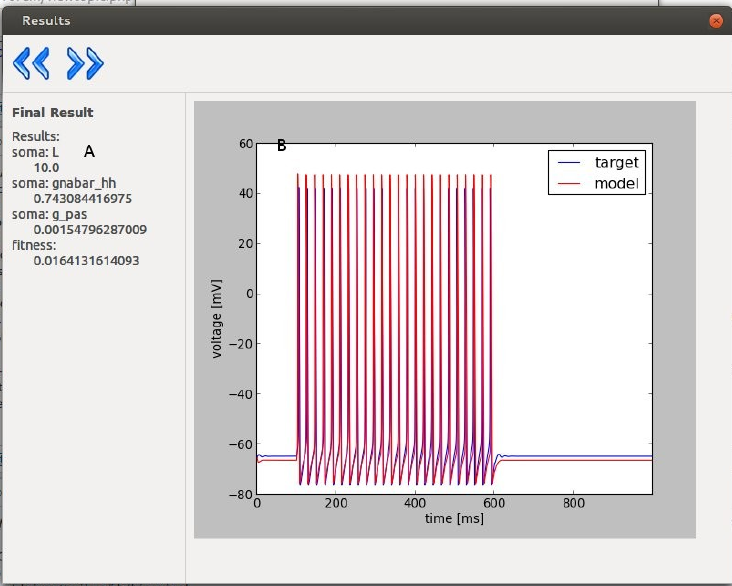 Results
Final Result
Results:
soma: L
A
10.0
soma: gnabar_hh
0.743084416975
soma: g_pas
0.00154796287009
fitness:
0.0164131614093
B
target
model
60
40
20
0
−20
−40
−60
−80
voltage [mV]
0 200 400 600 800
time [ms]